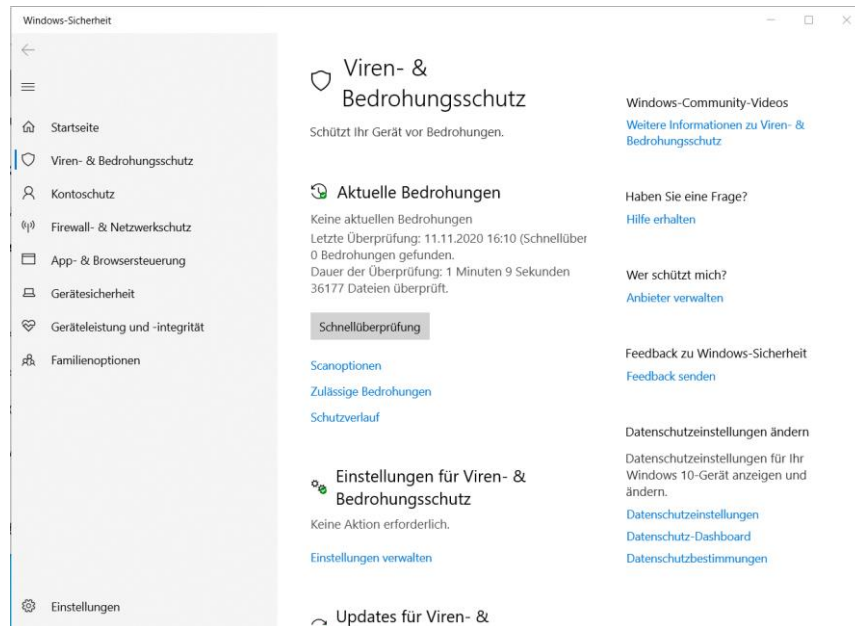 Windows-Sicherheit
Startseite
Viren- & Bedrohungsschutz
Kontoschutz
Firewall- & Netzwerkschutz
App- & Browsersteuerung
Gerätesicherheit
Geräteleistung und -integrität
Familienoptionen
Einstellungen
Viren- &
Bedrohungsschutz
Schützt Ihr Gerät vor Bedrohungen.
Aktuelle Bedrohungen
Keine aktuellen Bedrohungen
Letzte Überprüfung: 11.11.2020 16:10 (Schnellüber
0 Bedrohungen gefunden.
Dauer der Überprüfung: 1 Minuten 9 Sekunden
36177 Dateien überprüft.
Schnellüberprüfung
Scanoptionen
Zulässige Bedrohungen
Schutzverlauf
Einstellungen für Viren- &
Bedrohungsschutz
Keine Aktion erforderlich.
Einstellungen verwalten
Updates für Viren- &
Windows-Community-Videos
Weitere Informationen zu Viren- &
Bedrohungsschutz
Haben Sie eine Frage?
Hilfe erhalten
Wer schützt mich?
Anbieter verwalten
Feedback zu Windows-Sicherheit
Feedback senden
Datenschutzeinstellungen ändern
Datenschutzeinstellungen für Ihr
Windows 10-Gerät anzeigen und
ändern.
Datenschutzeinstellungen
Datenschutz-Dashboard
Datenschutzbestimmungen